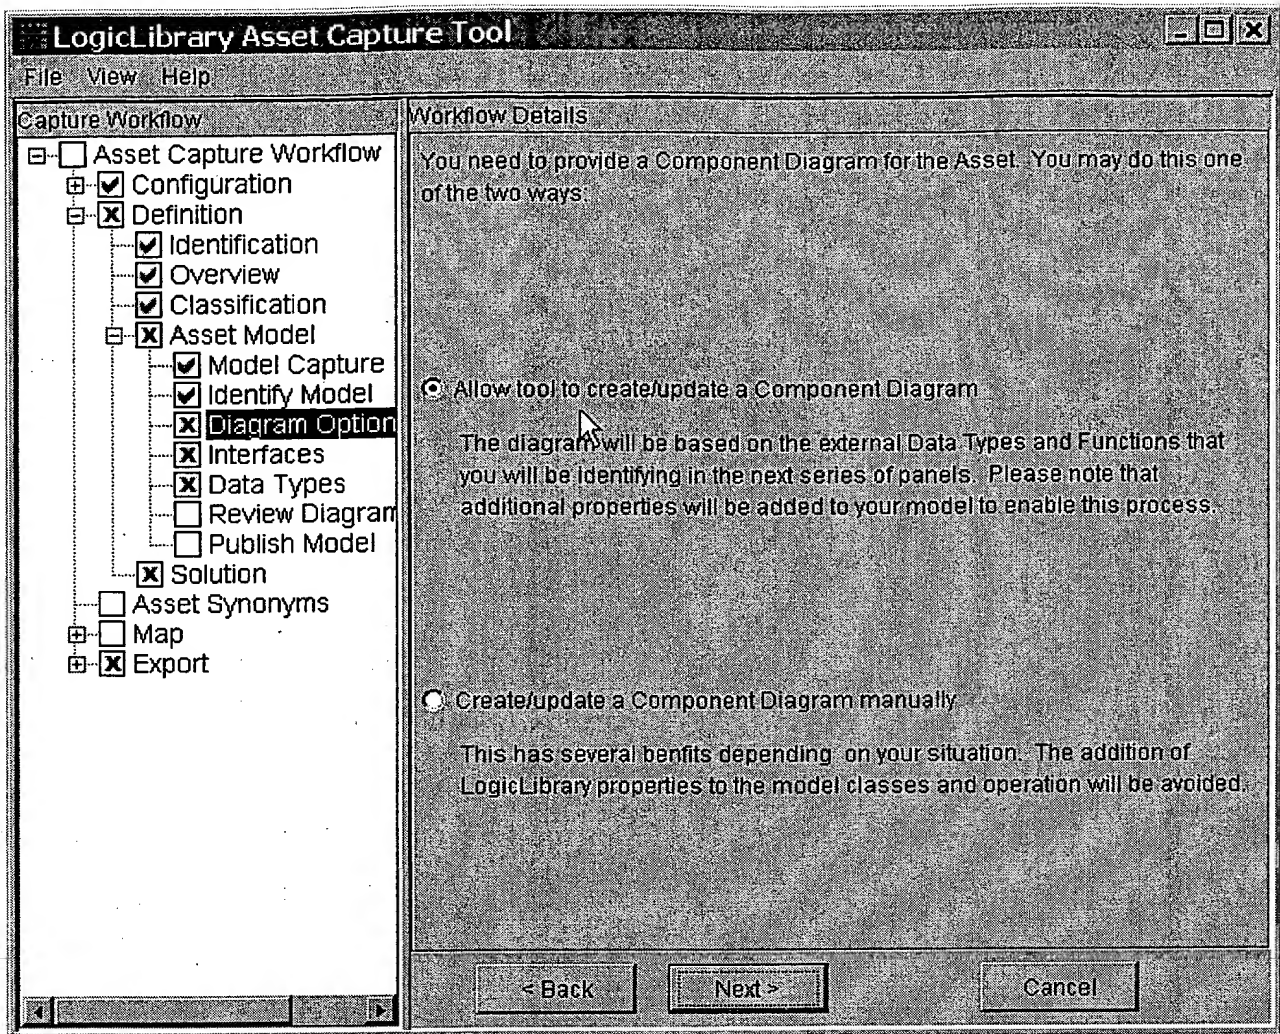 LogicLibrary Asset Capture Tool
File View Help
Capture Workflow
Asset Capture Workflow
Configuration
Definition
Identification
Overview
Classification
Asset Model
Model Capture
Identify Model
Diagram Option
Interfaces
Data Types
Review Diagram
Publish Model
Solution
Asset Synonyms
Map
Export
Workflow Details
You need to provide a Component Diagram for the Asset. You may do this one
of the two ways:
Allow tool to create/update a Component Diagram
The diagram will be based on the external Data Types and Functions that
you will be identifying in the next series of panels. Please note that
additional properties will be added to your model to enable this process.
Create/update a Component Diagram manually
This has several benfits depending on your situation. The addition of
LogicLibrary properties to the model classes and operation will be avoided.
< Back
Next >
Cancel